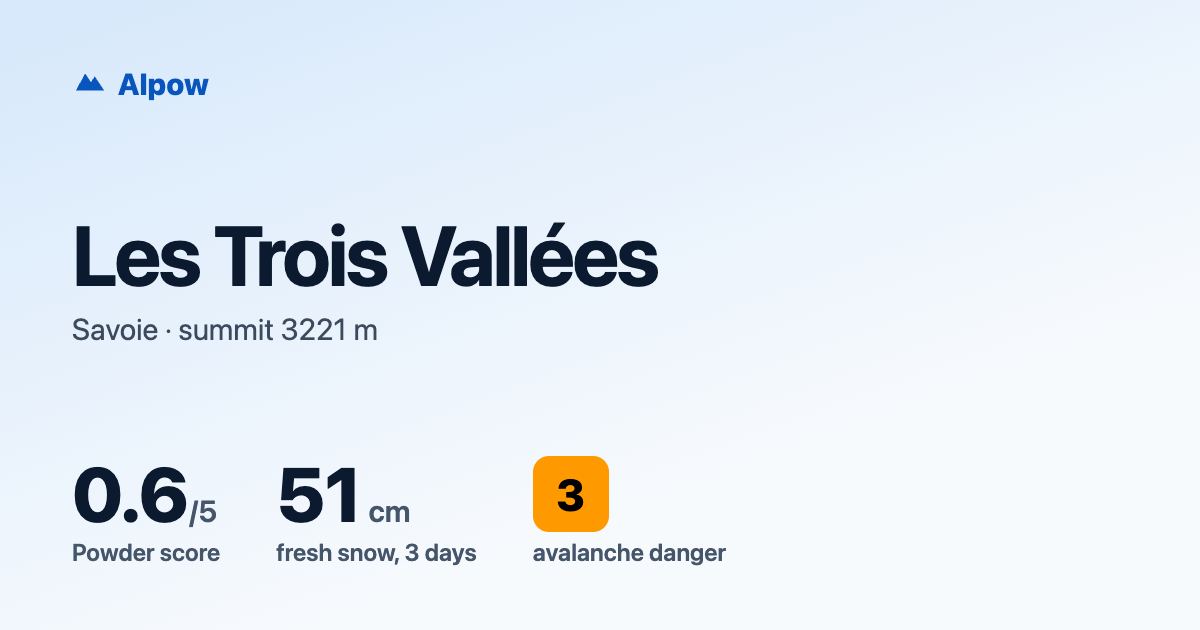 Alpow
Les Trois Vallées
Savoie · summit 3221 m
0.6/5 51 cm 3
Powder score fresh snow, 3 days avalanche danger